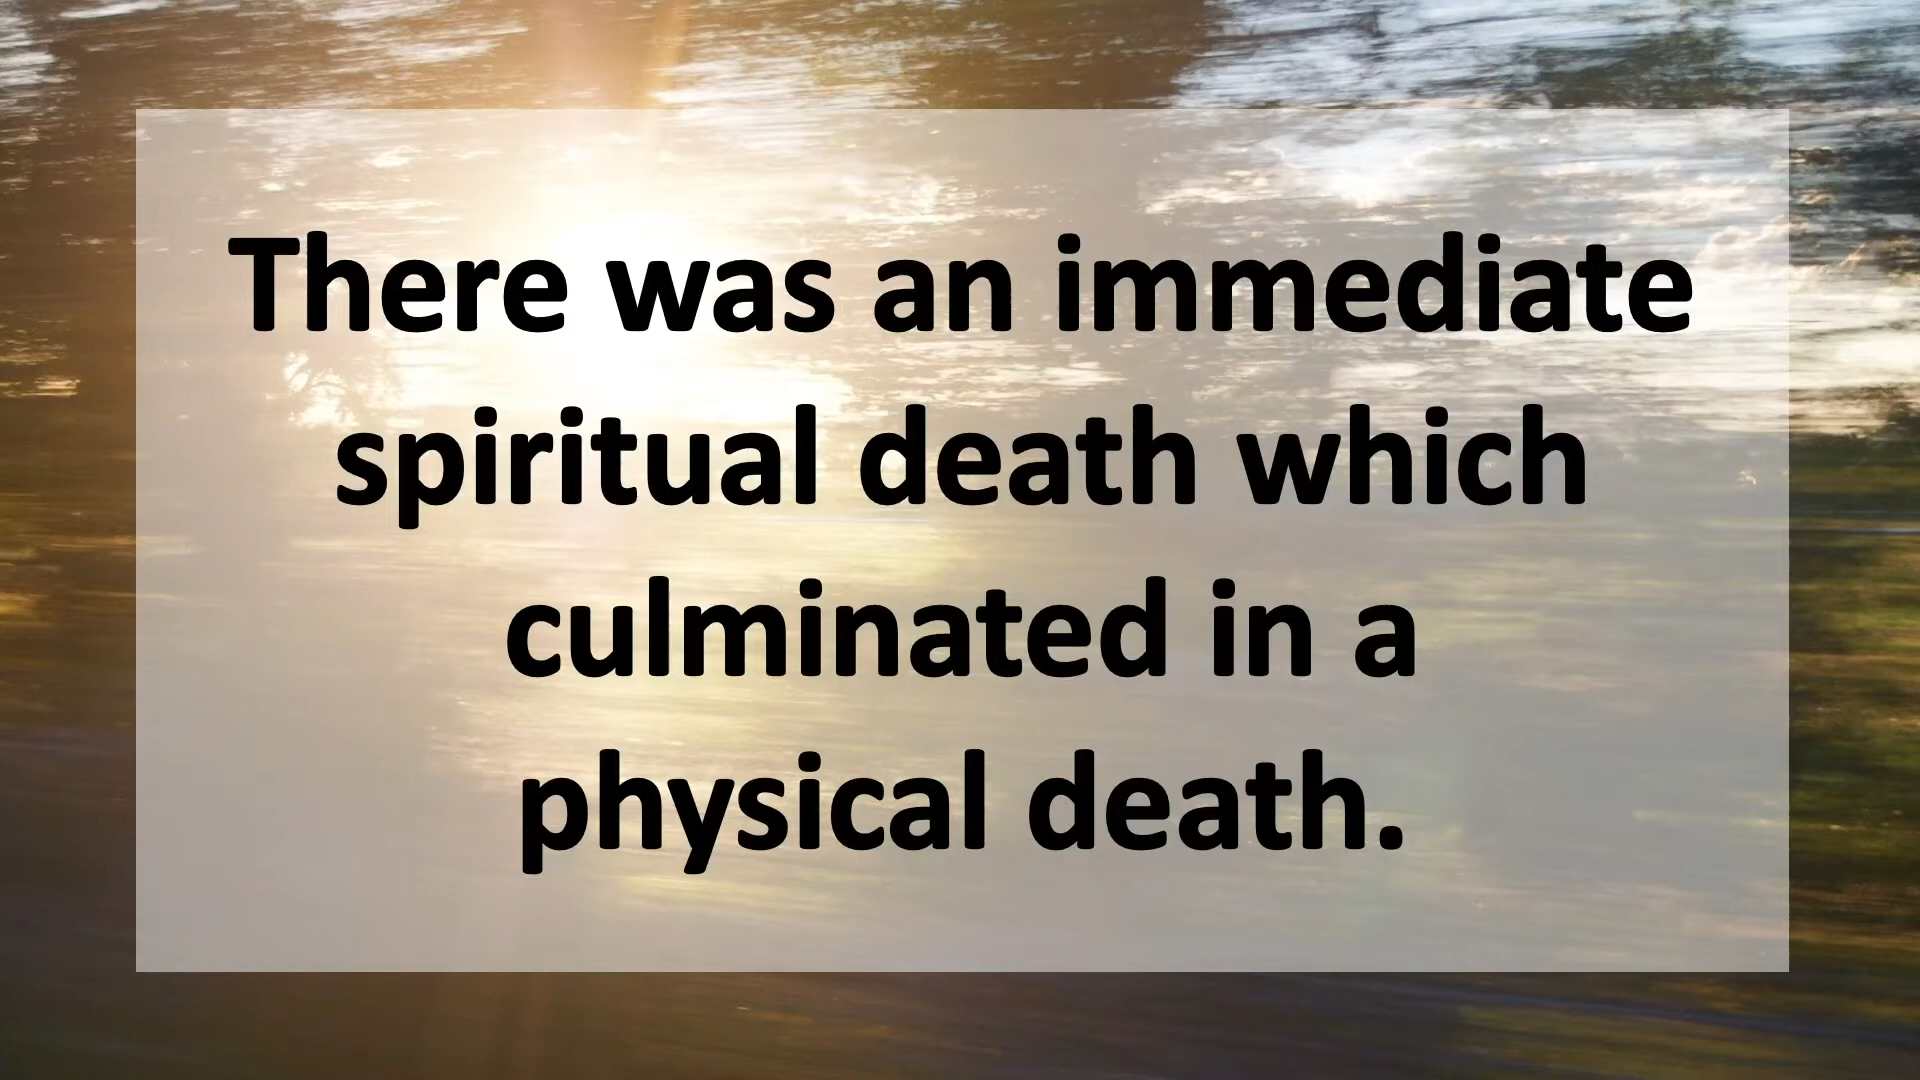 There was an immediate
spiritual death which
culminated in a
physical death.